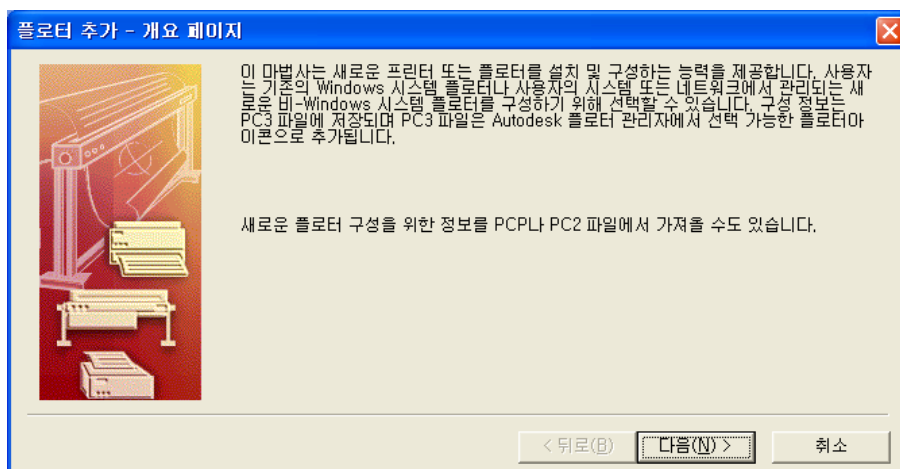 플로터 추가 - 개요 페이지
이 마법사는 새로운 프린터 또는 플로터를 설치 및 구성하는 능력을 제공합니다. 사용자
는 기존의 Windows 시스템 플로터나 사용자의 시스템 또는 네트워크에서 관리되는 새
로운 비-Windows 시스템 플로터를 구성하기 위해 선택할 수 있습니다. 구성 정보는
PC3 파일에 저장되며 PC3 파일은 Autodesk 플로터 관리자에서 선택 가능한 플로터아
이콘으로 추가됩니다.
새로운 플로터 구성을 위한 정보를 PCP나 PC2 파일에서 가져올 수도 있습니다.
< 뒤로(B) 다음(N) > 취소